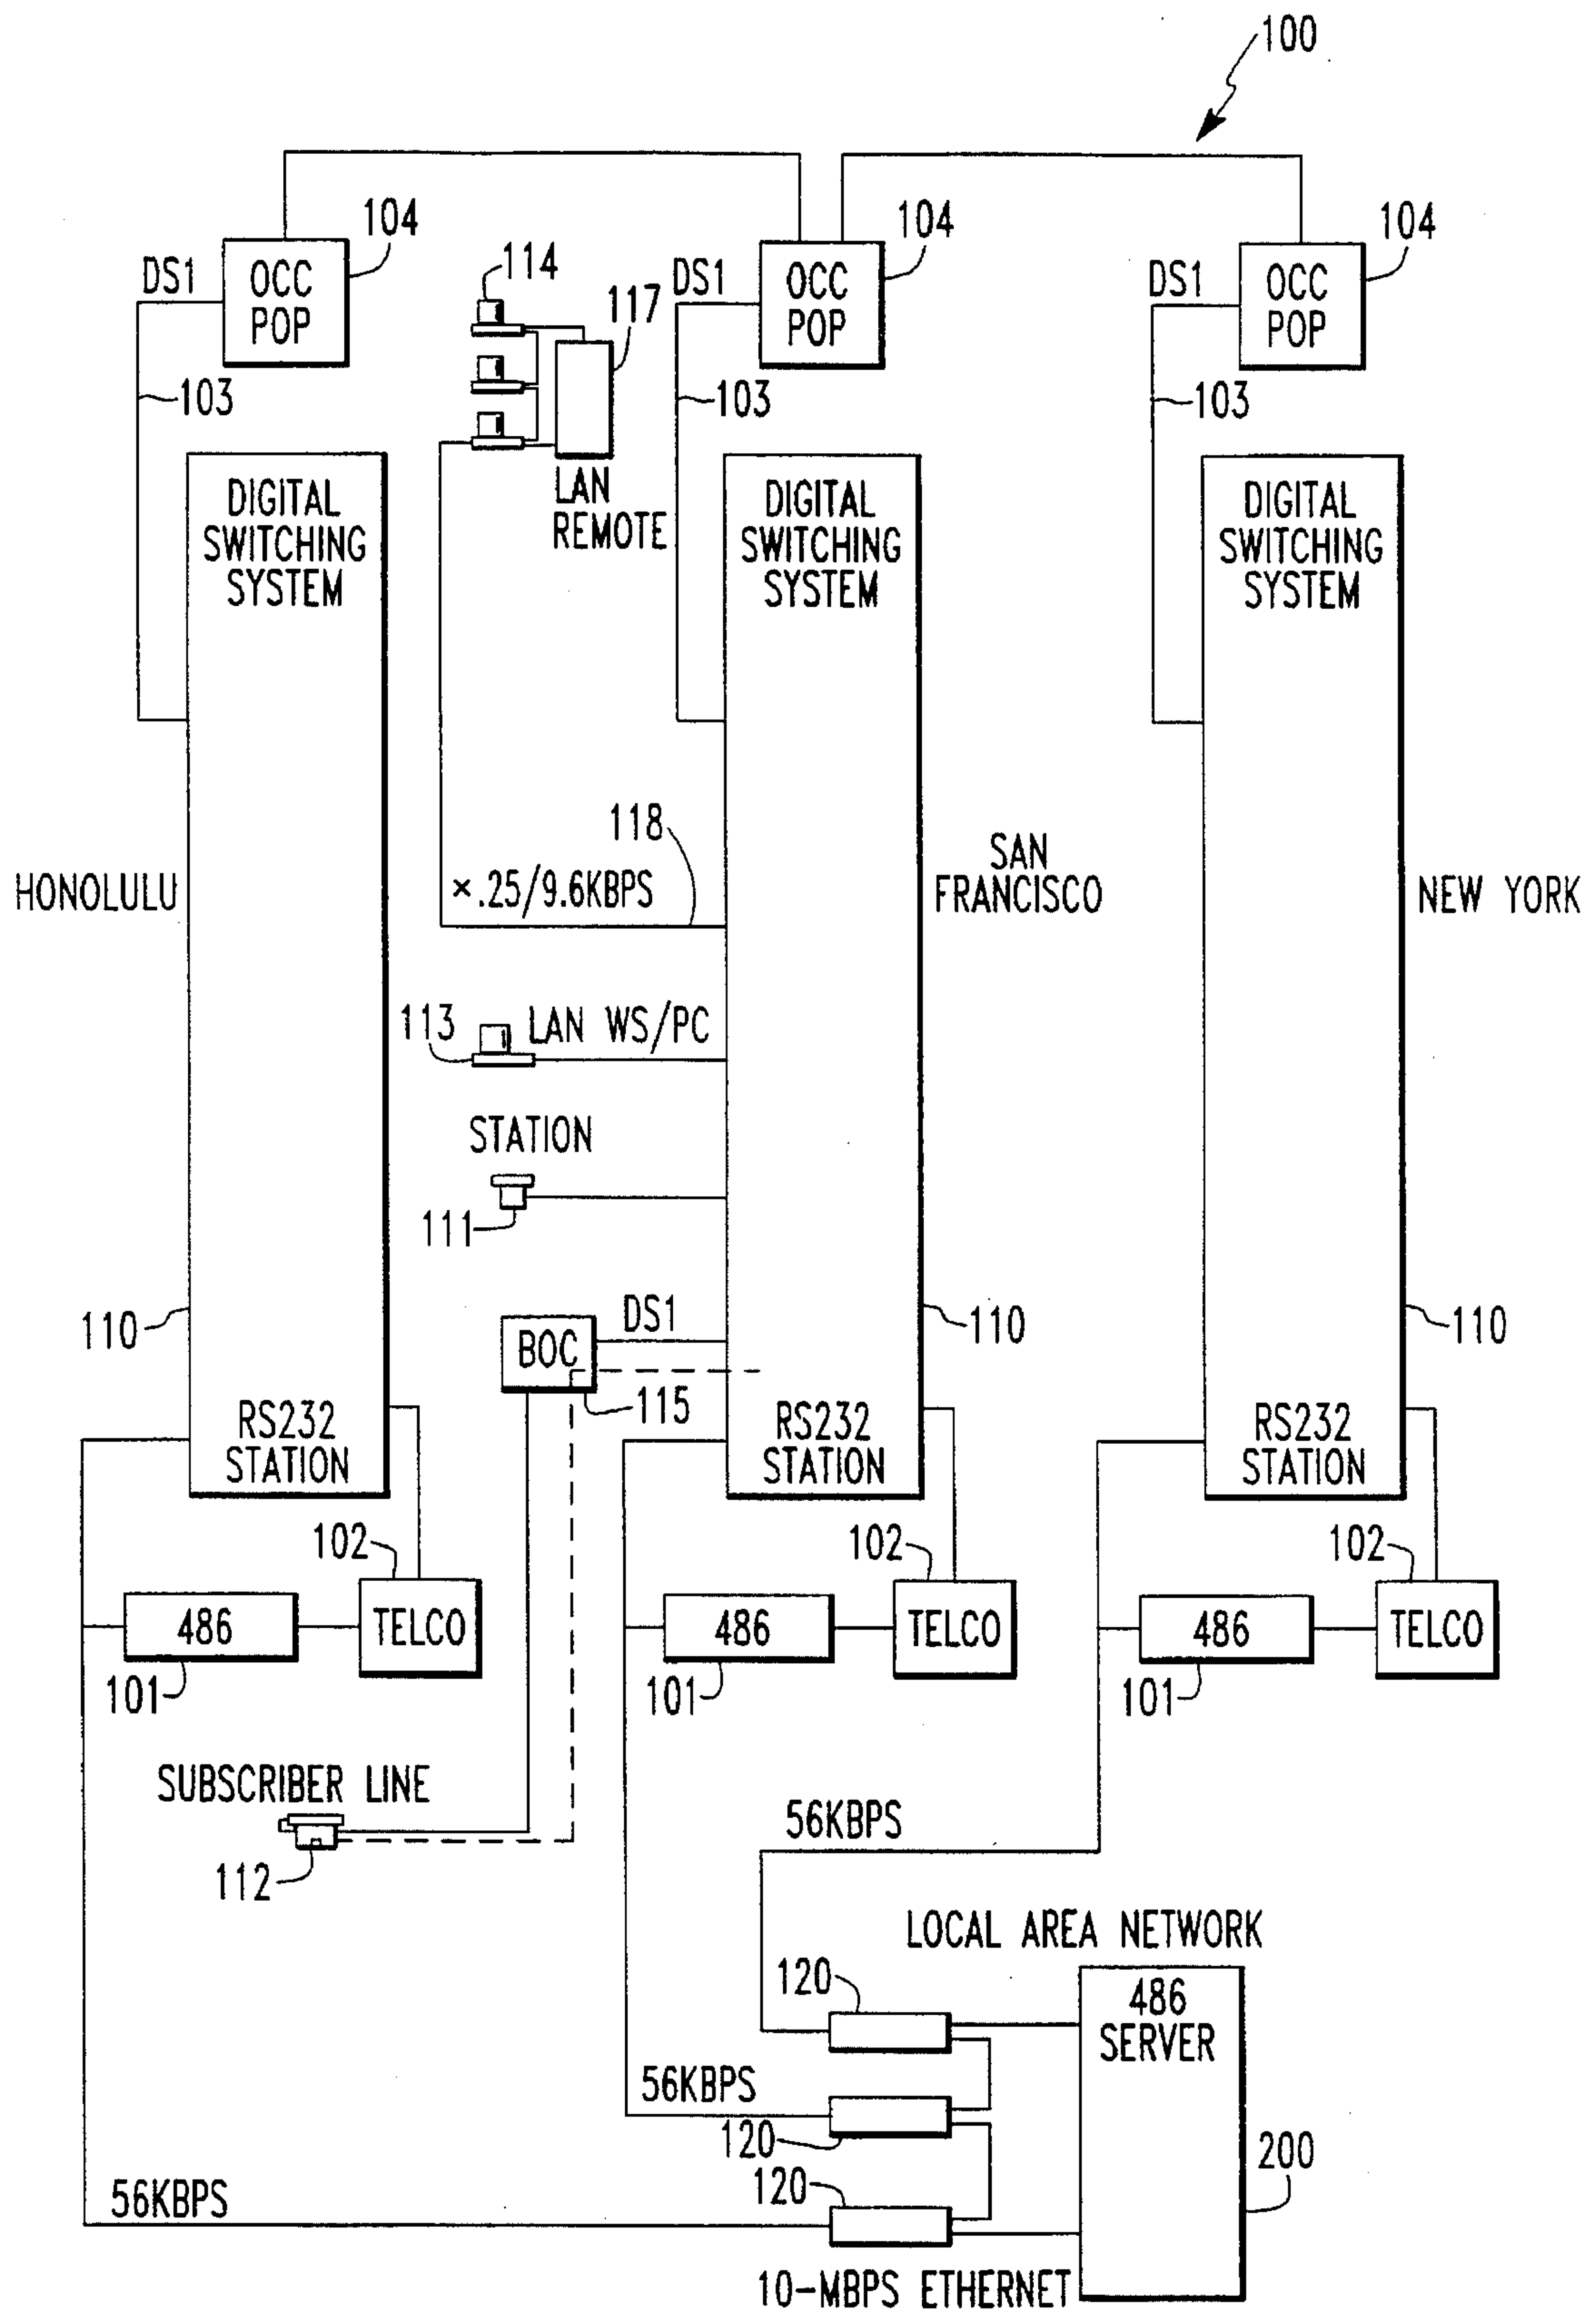 100
104
104
104
DS1
OCC
POP
114
117
DS1
OCC
POP
DS1
OCC
POP
103
103
103
LAN
REMOTE
DIGITAL
SWITCHING
SYSTEM
DIGITAL
SWITCHING
SYSTEM
DIGITAL
SWITCHING
SYSTEM
118
×.25/9.6KBPS
HONOLULU
SAN
FRANCISCO
NEW YORK
113
LAN WS/PC
STATION
111
110
BOC
DS1
110
110
115
RS232
STATION
RS232
STATION
RS232
STATION
102
102
102
486
TELCO
486
TELCO
486
TELCO
101
101
101
SUBSCRIBER LINE
112
56KBPS
LOCAL AREA NETWORK
120
486
SERVER
56KBPS
120
200
120
56KBPS
10-MBPS ETHERNET